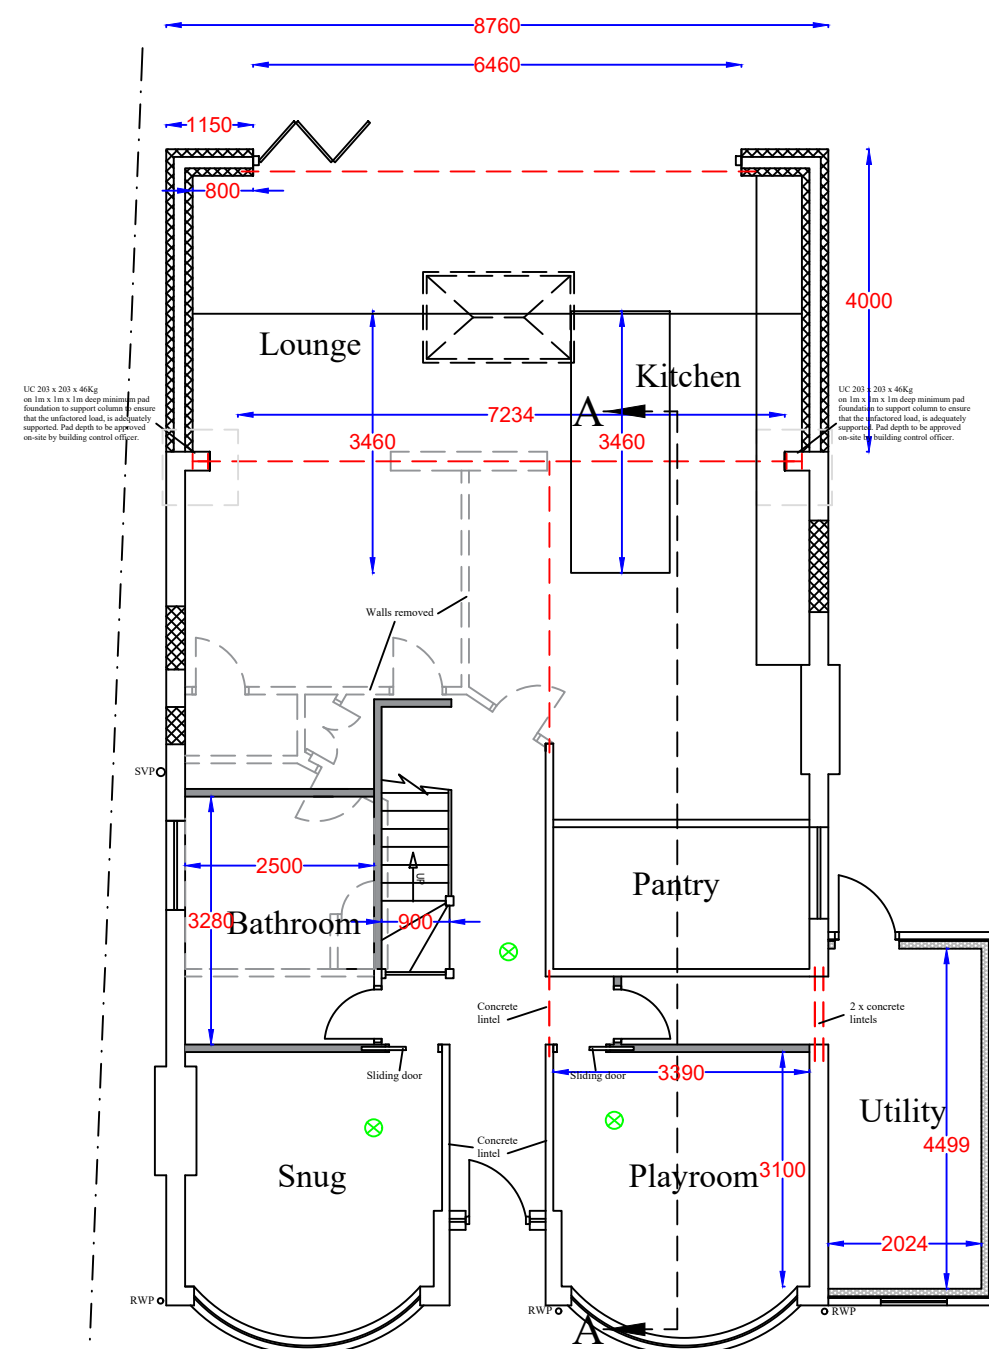 8760
6460
1150
800
4000
Lounge
Kitchen
UC 203 x 203 x 46Kg
on 1m x 1m x 1m deep minimum pad
foundation to support column to ensure
that the unfactored load, is adequately
supported. Pad depth to be approved
on-site by building control officer.
UC 203 x 203 x 46Kg
on 1m x 1m x 1m deep minimum pad
foundation to support column to ensure
that the unfactored load, is adequately
supported. Pad depth to be approved
on-site by building control officer.
A
7234
3460
3460
Walls removed
SVP
2500
UP
Pantry
3280
Bathroom
900
Concrete
lintel
2 x concrete
lintels
Sliding door
Sliding door
3390
Utility
4499
Concrete
lintel
Snug
Playroom
3100
2024
RWP
RWP
RWP
A